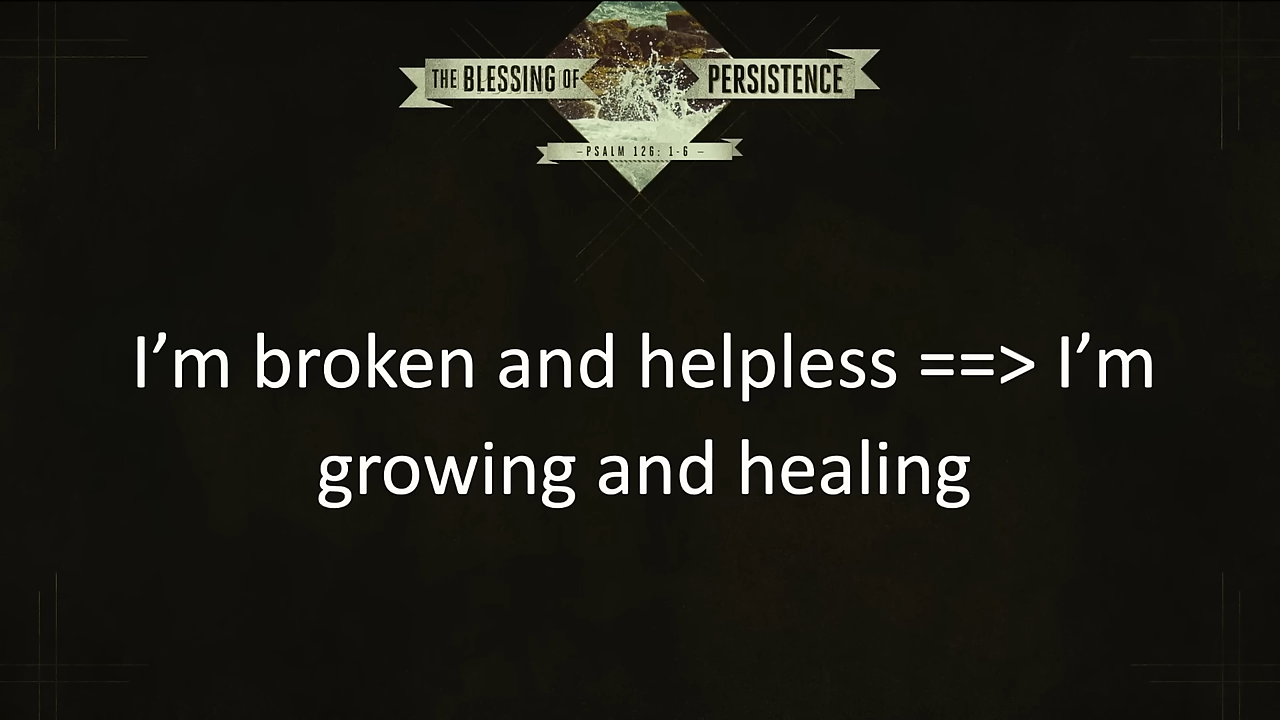 THE BLESSING OF PERSISTENCE
–PSALM 126: 1-6 –
I’m broken and helpless ==> I’m
growing and healing